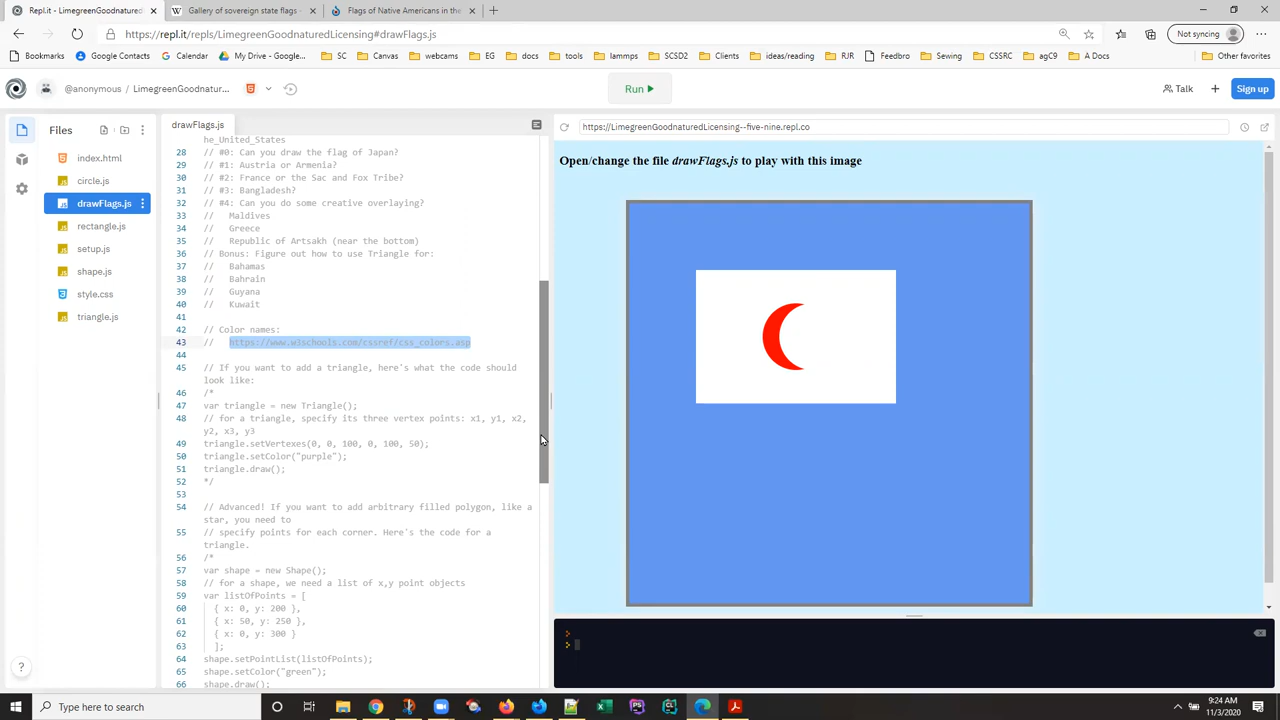 Repl.it - LimegreenGoodnatured
Gallery of sovereign state flags -
Flags of Native Americans in the
https://repl.it/repls/LimegreenGoodnaturedLicensing#drawFlags.js
Not syncing
Bookmarks
Google Contacts
Calendar
My Drive - Googl...
SC
Canyon
webcams
EG
docs
tools
lammps
SCSD2
CCs
ideas/reading
RJR
Feedbro
Sewing
CSSRC
agC9
A Docs
Other favorites
@anonymous / LimegreenGoodnatur...
Run
Talk
Sign up
Files
index.html
circle.js
drawFlags.js
rectangle.js
setup.js
shape.js
style.css
triangle.js
drawFlags.js
he_United_States
28 // #0: Can you draw the flag of Japan?
29 // #1: Austria or Armenia?
30 // #2: France or the Sac and Fox Tribe?
31 // #3: Bangladesh?
32 // #4: Can you do some creative overlaying?
33 // Maldives
34 // Greece
35 // Republic of Artsakh (near the bottom)
36 // Bonus: Figure out how to use Triangle for:
37 // Bahamas
38 // Bahrain
39 // Guyana
40 // Kuwait
41
42 // Color names:
43 // https://www.w3schools.com/cssref/css_colors.asp
44
45 // If you want to add a triangle, here's what the code should
look like:
46 /*
47 var triangle = new Triangle();
48 // for a triangle, specify its three vertex points: x1, y1, x2,
y2, x3, y3
49 triangle.setVertexes(0, 0, 100, 0, 100, 50);
50 triangle.setColor("purple");
51 triangle.draw();
52 */
53
54 // Advanced! If you want to add arbitrary filled polygon, like a
star, you need to
55 // specify points for each corner. Here's the code for a
triangle.
56 /*
57 var shape = new Shape();
58 // for a shape, we need a list of x,y point objects
59 var listOfPoints = [
60 { x: 0, y: 200 },
61 { x: 50, y: 250 },
62 { x: 0, y: 300 }
63 ];
64 shape.setPointList(listOfPoints);
65 shape.setColor("green");
66 shape.draw();
https://LimegreenGoodnaturedLicensing--five-nine.repl.co
Open/change the file drawFlags.js to play with this image
>
>
Type here to search
9:24 AM
11/3/2020